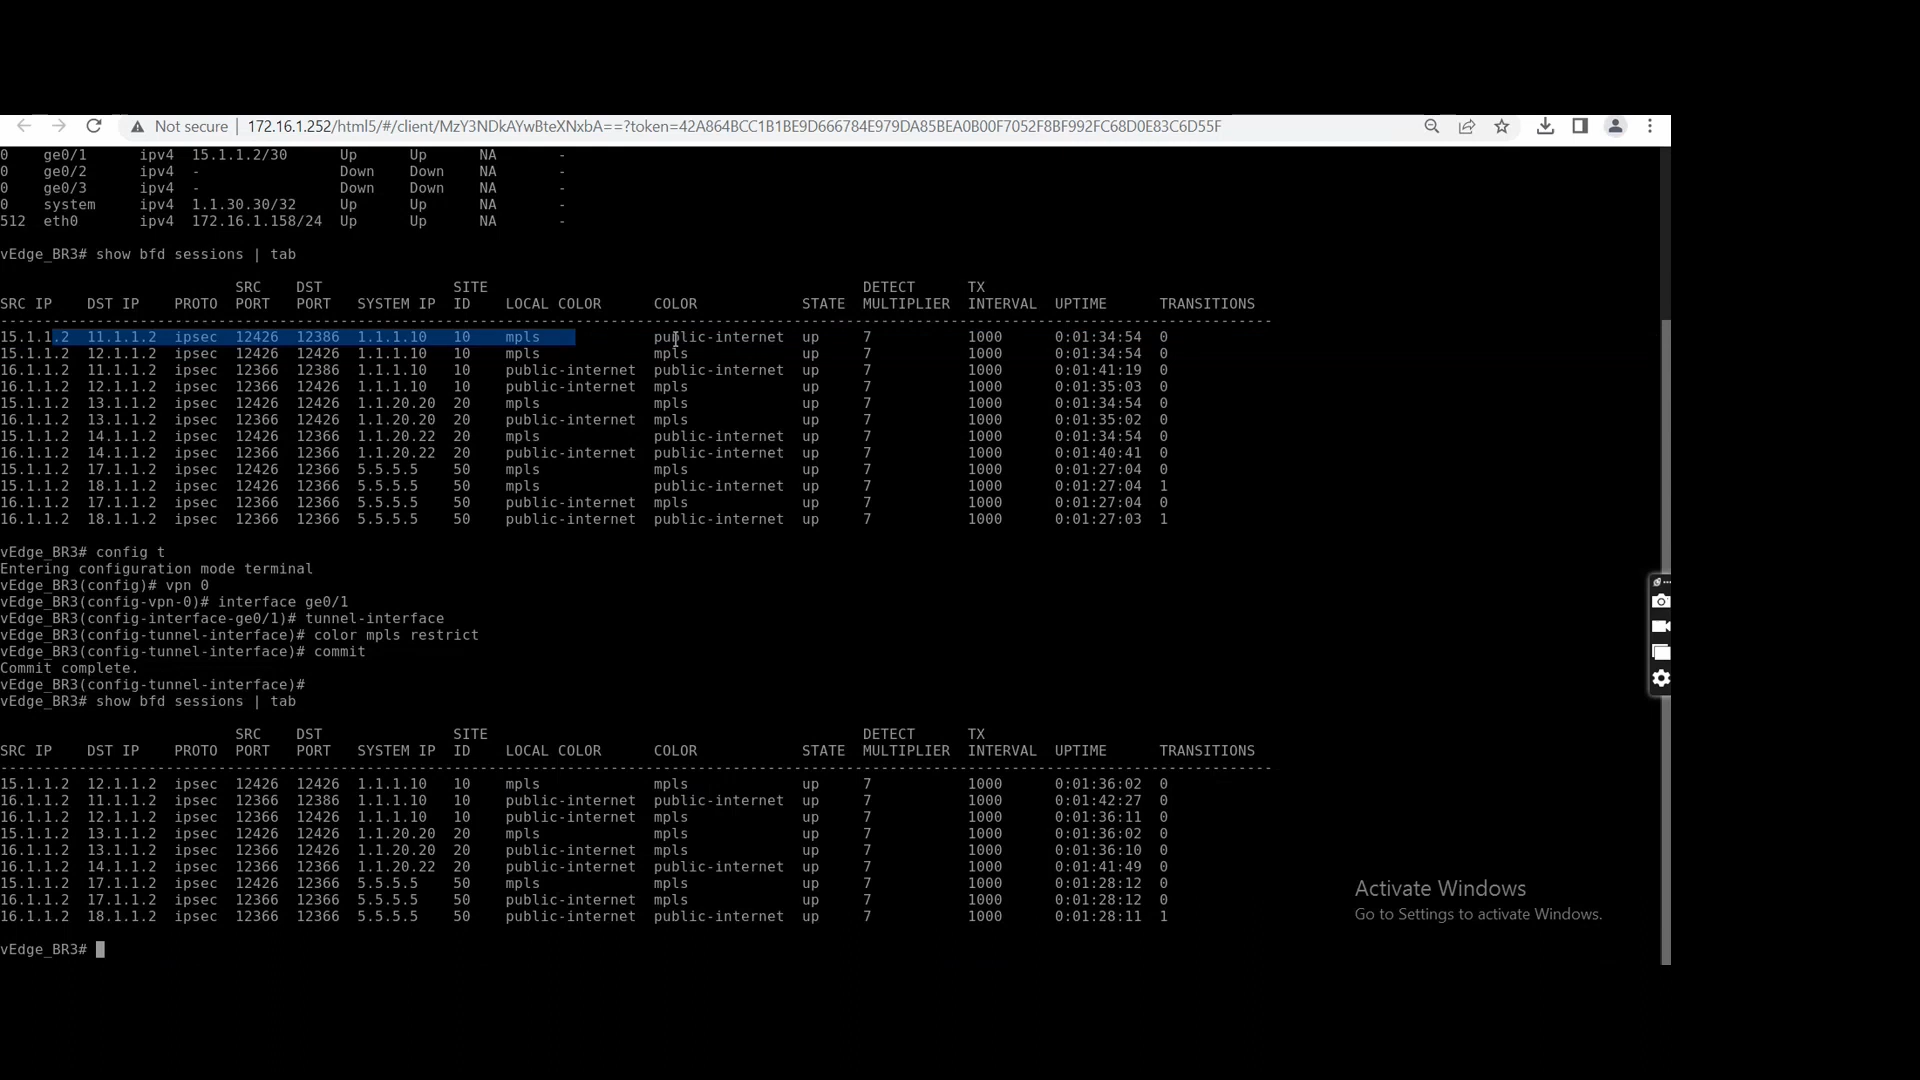 Not secure | 172.16.1.252/html5/#/client/MzY3NDkAYwBteXNxbA==?token=42A864BCC1B1BE9D666784E979DA85BEA0B00F7052F8BF992FC68D0E83C6D55F
0 ge0/1 ipv4 15.1.1.2/30 Up Up NA -
0 ge0/2 ipv4 - Down Down NA -
0 ge0/3 ipv4 - Down Down NA -
0 system ipv4 1.1.30.30/32 Up Up NA -
512 eth0 ipv4 172.16.1.158/24 Up Up NA -
vEdge_BR3# show bfd sessions | tab
SRC DST SITE DETECT TX
SRC IP DST IP PROTO PORT PORT SYSTEM IP ID LOCAL COLOR COLOR STATE MULTIPLIER INTERVAL UPTIME TRANSITIONS
15.1.1.2 11.1.1.2 ipsec 12426 12386 1.1.1.10 10 mpls public-internet up 7 1000 0:01:34:54 0
15.1.1.2 12.1.1.2 ipsec 12426 12426 1.1.1.10 10 mpls mpls up 7 1000 0:01:34:54 0
16.1.1.2 11.1.1.2 ipsec 12366 12386 1.1.1.10 10 public-internet public-internet up 7 1000 0:01:41:19 0
16.1.1.2 12.1.1.2 ipsec 12366 12426 1.1.1.10 10 public-internet mpls up 7 1000 0:01:35:03 0
15.1.1.2 13.1.1.2 ipsec 12426 12426 1.1.20.20 20 mpls mpls up 7 1000 0:01:34:54 0
16.1.1.2 13.1.1.2 ipsec 12366 12426 1.1.20.20 20 public-internet mpls up 7 1000 0:01:35:02 0
15.1.1.2 14.1.1.2 ipsec 12426 12366 1.1.20.22 20 mpls public-internet up 7 1000 0:01:34:54 0
16.1.1.2 14.1.1.2 ipsec 12366 12366 1.1.20.22 20 public-internet public-internet up 7 1000 0:01:40:41 0
15.1.1.2 17.1.1.2 ipsec 12426 12366 5.5.5.5 50 mpls mpls up 7 1000 0:01:27:04 0
15.1.1.2 18.1.1.2 ipsec 12426 12366 5.5.5.5 50 mpls public-internet up 7 1000 0:01:27:04 1
16.1.1.2 17.1.1.2 ipsec 12366 12366 5.5.5.5 50 public-internet mpls up 7 1000 0:01:27:04 0
16.1.1.2 18.1.1.2 ipsec 12366 12366 5.5.5.5 50 public-internet public-internet up 7 1000 0:01:27:03 1
vEdge_BR3# config t
Entering configuration mode terminal
vEdge_BR3(config)# vpn 0
vEdge_BR3(config-vpn-0)# interface ge0/1
vEdge_BR3(config-interface-ge0/1)# tunnel-interface
vEdge_BR3(config-tunnel-interface)# color mpls restrict
vEdge_BR3(config-tunnel-interface)# commit
Commit complete.
vEdge_BR3(config-tunnel-interface)#
vEdge_BR3# show bfd sessions | tab
SRC DST SITE DETECT TX
SRC IP DST IP PROTO PORT PORT SYSTEM IP ID LOCAL COLOR COLOR STATE MULTIPLIER INTERVAL UPTIME TRANSITIONS
15.1.1.2 12.1.1.2 ipsec 12426 12426 1.1.1.10 10 mpls mpls up 7 1000 0:01:36:02 0
16.1.1.2 11.1.1.2 ipsec 12366 12386 1.1.1.10 10 public-internet public-internet up 7 1000 0:01:42:27 0
16.1.1.2 12.1.1.2 ipsec 12366 12426 1.1.1.10 10 public-internet mpls up 7 1000 0:01:36:11 0
15.1.1.2 13.1.1.2 ipsec 12426 12426 1.1.20.20 20 mpls mpls up 7 1000 0:01:36:02 0
16.1.1.2 13.1.1.2 ipsec 12366 12426 1.1.20.20 20 public-internet mpls up 7 1000 0:01:36:10 0
16.1.1.2 14.1.1.2 ipsec 12366 12366 1.1.20.22 20 public-internet public-internet up 7 1000 0:01:41:49 0
15.1.1.2 17.1.1.2 ipsec 12426 12366 5.5.5.5 50 mpls mpls up 7 1000 0:01:28:12 0
16.1.1.2 17.1.1.2 ipsec 12366 12366 5.5.5.5 50 public-internet mpls up 7 1000 0:01:28:12 0
16.1.1.2 18.1.1.2 ipsec 12366 12366 5.5.5.5 50 public-internet public-internet up 7 1000 0:01:28:11 1
Activate Windows
Go to Settings to activate Windows.
vEdge_BR3#